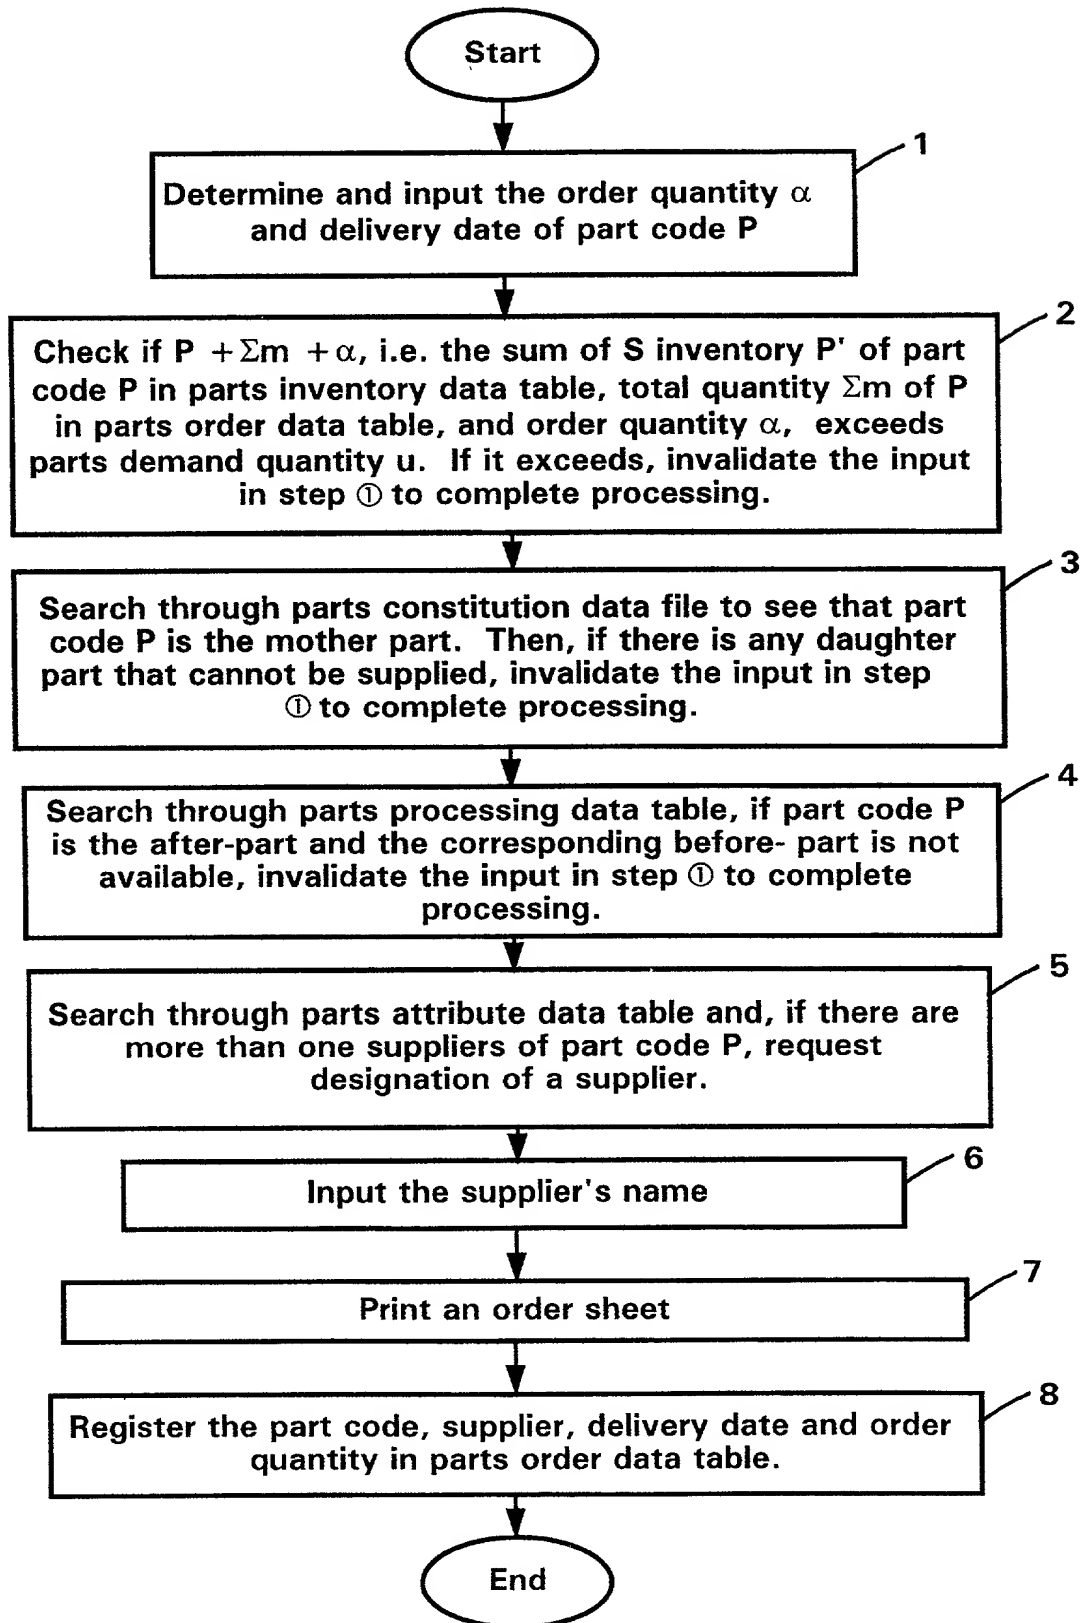 Start
1
Determine and input the order quantity α
and delivery date of part code P
2
Check if P + Σm + α, i.e. the sum of S inventory P' of part
code P in parts inventory data table, total quantity Σm of P
in parts order data table, and order quantity α, exceeds
parts demand quantity u. If it exceeds, invalidate the input
in step ① to complete processing.
3
Search through parts constitution data file to see that part
code P is the mother part. Then, if there is any daughter
part that cannot be supplied, invalidate the input in step
① to complete processing.
4
Search through parts processing data table, if part code P
is the after-part and the corresponding before- part is not
available, invalidate the input in step ① to complete
processing.
5
Search through parts attribute data table and, if there are
more than one suppliers of part code P, request
designation of a supplier.
6
Input the supplier's name
7
Print an order sheet
8
Register the part code, supplier, delivery date and order
quantity in parts order data table.
End